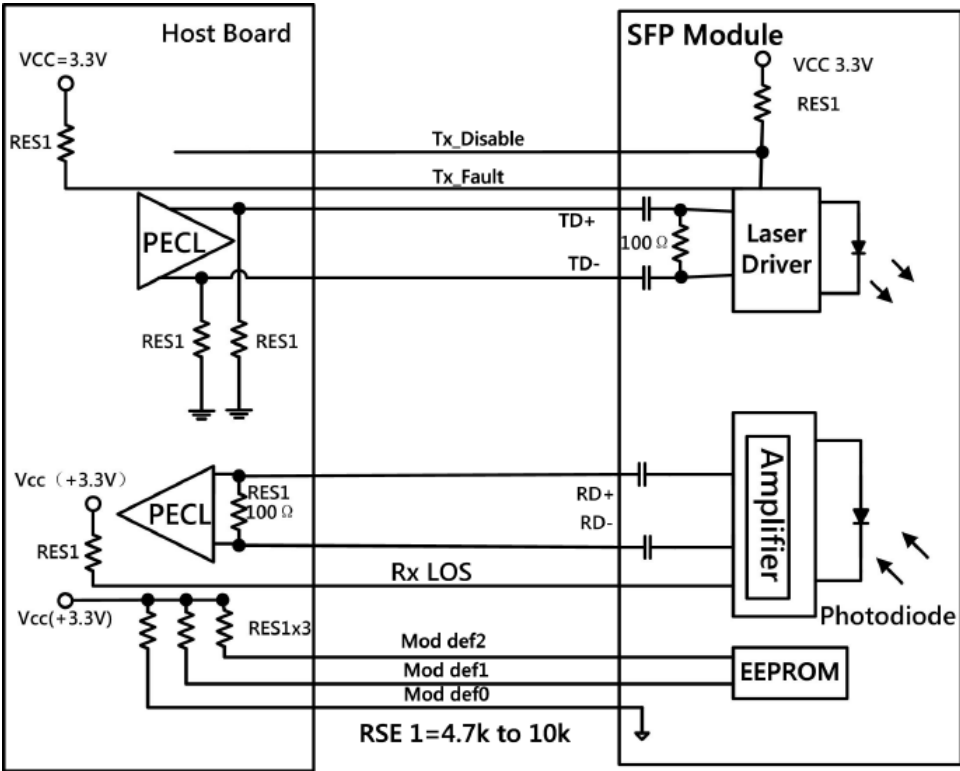 Host Board
SFP Module
VCC=3.3V
VCC 3.3V
RES1
RES1
Tx_Disable
Tx_Fault
PECL
TD+
100Ω
TD-
Laser
Driver
RES1
RES1
Vcc（+3.3V）
PECL
RES1
100Ω
RD+
RD-
Amplifier
RES1
Rx LOS
Vcc(+3.3V)
RES1x3
Photodiode
Mod def2
Mod def1
Mod def0
EEPROM
RSE 1=4.7k to 10k